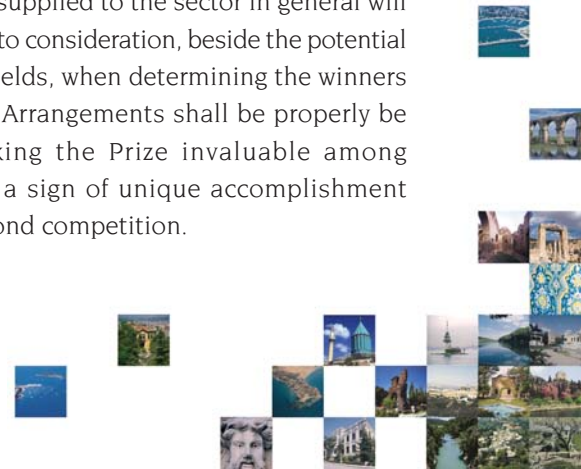 supplied to the sector in general will
to consideration, beside the potential
elds, when determining the winners
Arrangements shall be properly be
king the Prize invaluable among
a sign of unique accomplishment
ond competition.